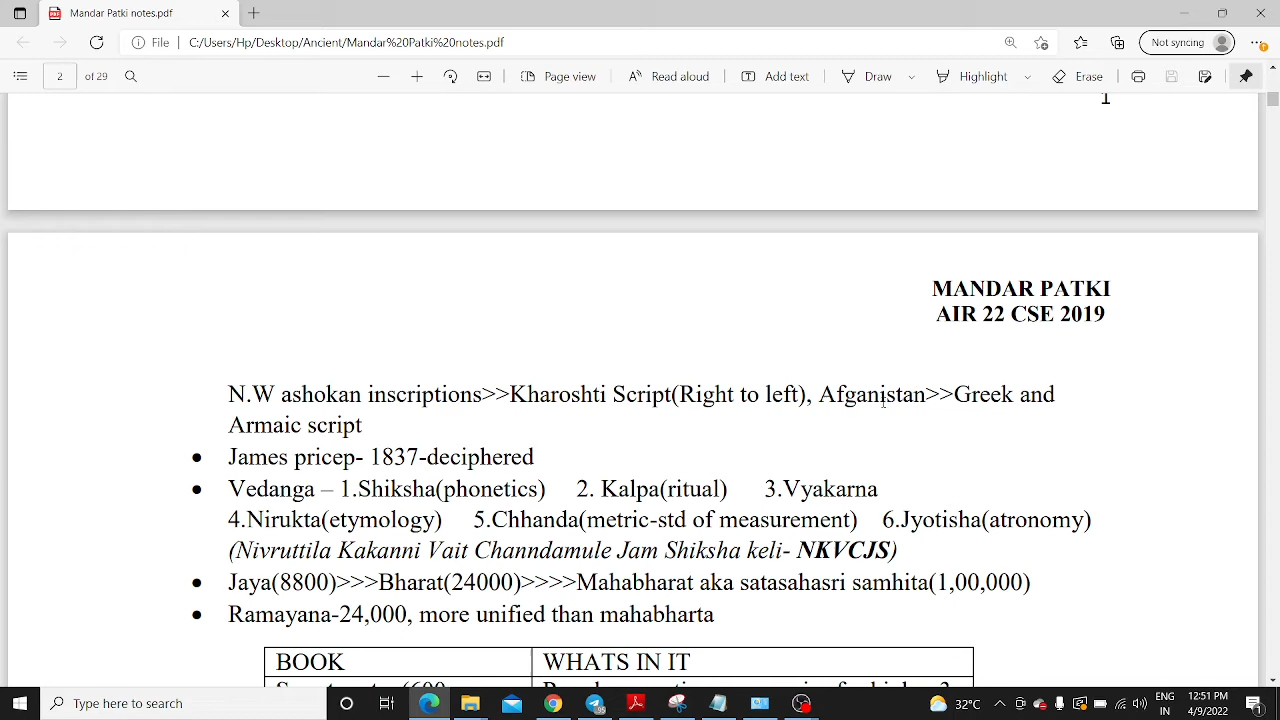 Mandar Patki notes.pdf
File C:/Users/Hp/Desktop/Ancient/Mandar%20Patki%20notes.pdf Not syncing
2 of 29 Page view Read aloud Add text Draw Highlight Erase
1
MANDAR PATKI
AIR 22 CSE 2019
N.W ashokan inscriptions>>Kharoshti Script(Right to left), Afganistan>>Greek and
Armaic script
• James pricep- 1837-deciphered
• Vedanga – 1.Shiksha(phonetics) 2. Kalpa(ritual) 3.Vyakarna
4.Nirukta(etymology) 5.Chhanda(metric-std of measurement) 6.Jyotisha(atronomy)
(Nivruttila Kakanni Vait Channdamule Jam Shiksha keli- NKVCJS)
• Jaya(8800)>>>Bharat(24000)>>>>Mahabharat aka satasahasri samhita(1,00,000)
• Ramayana-24,000, more unified than mahabharta
BOOK WHATS IN IT
Type here to search 32°C ENG 12:51 PM
IN 4/9/2022